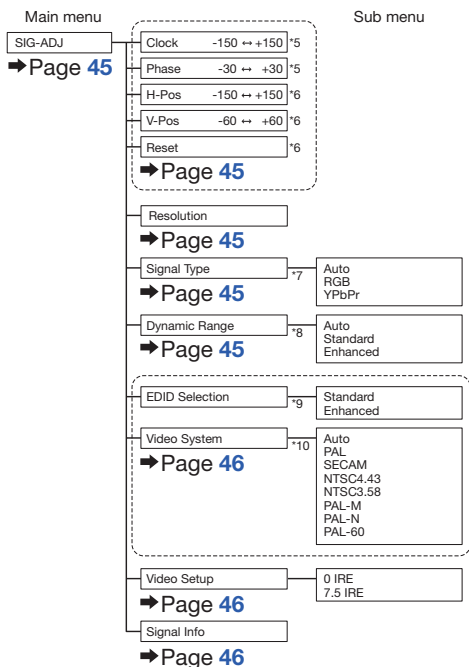 Main menu
Sub menu
SIG-ADJ
➡Page 45
Clock -150 ↔ +150 *5
Phase -30 ↔ +30 *5
H-Pos -150 ↔ +150 *6
V-Pos -60 ↔ +60 *6
Reset *6
➡Page 45
Resolution
➡Page 45
Signal Type *7
➡Page 45
Auto
RGB
YPbPr
Dynamic Range *8
➡Page 45
Auto
Standard
Enhanced
EDID Selection *9
Standard
Enhanced
Video System *10
➡Page 46
Auto
PAL
SECAM
NTSC4.43
NTSC3.58
PAL-M
PAL-N
PAL-60
Video Setup
➡Page 46
0 IRE
7.5 IRE
Signal Info
➡Page 46